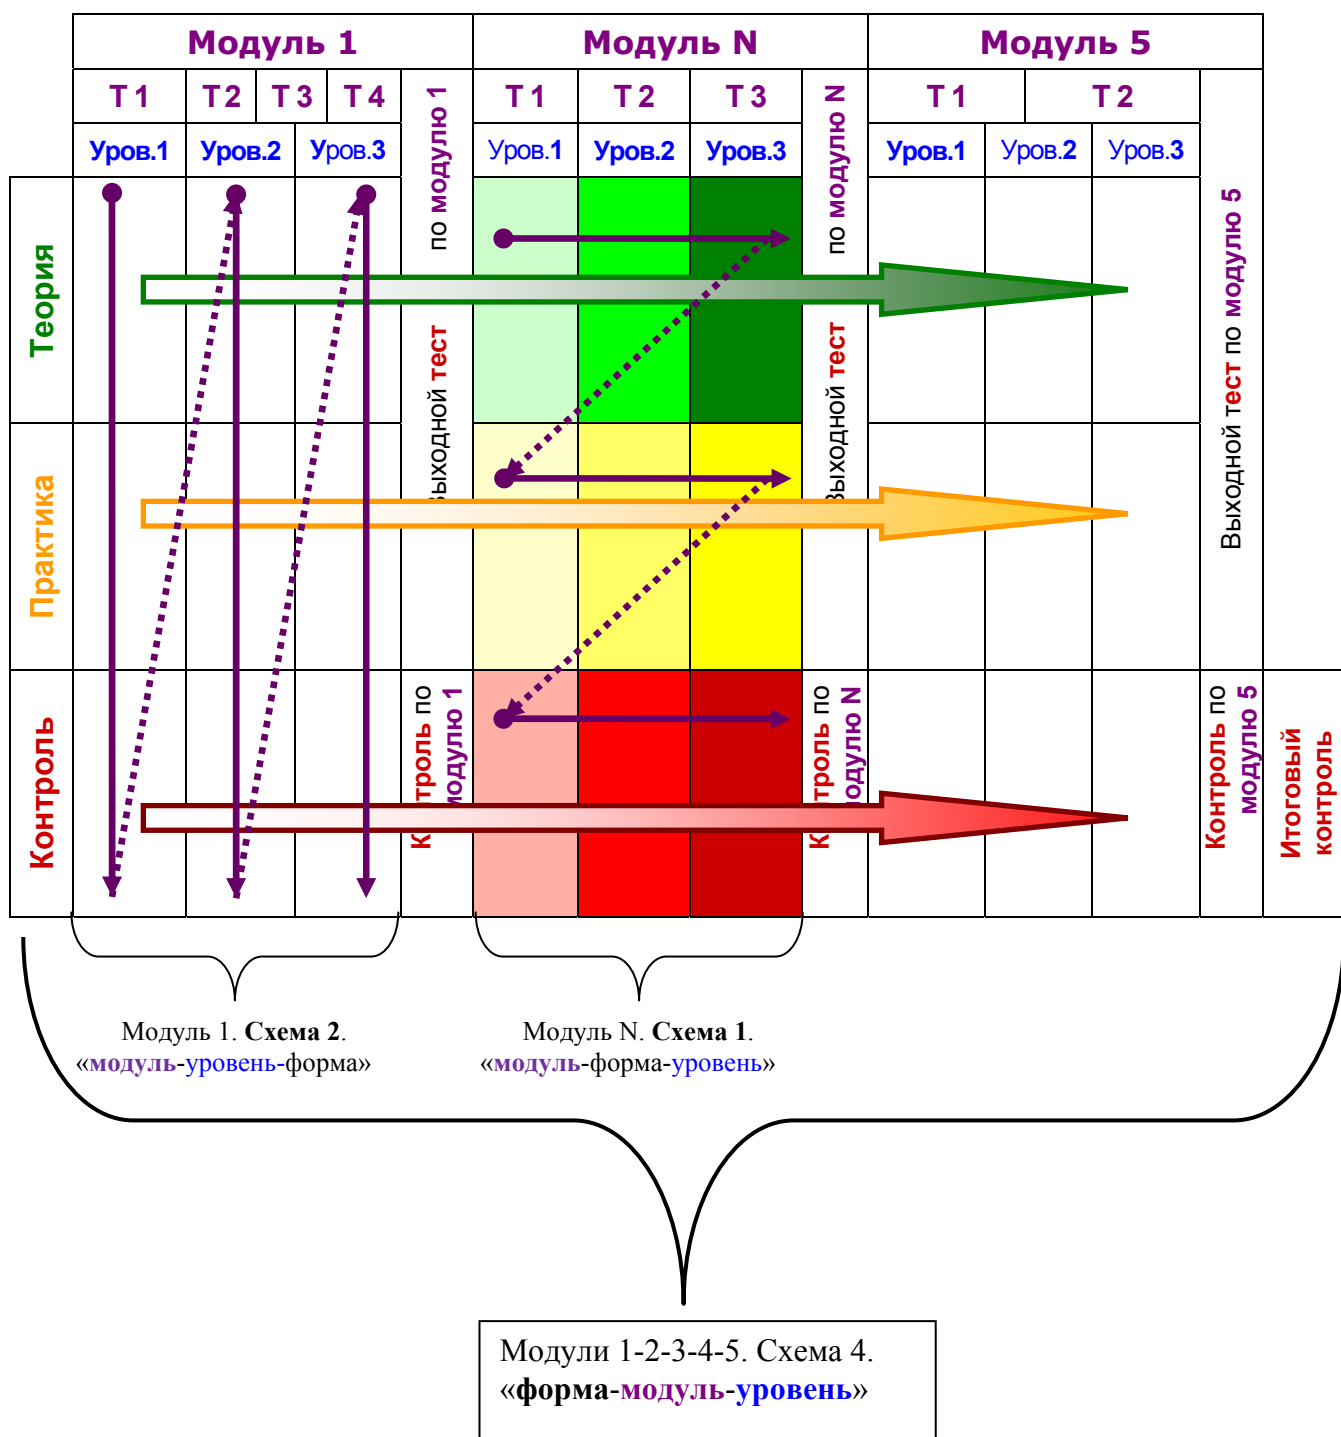 Модуль 1
Модуль N
Модуль 5
Т 1
Т 2
Т 3
Т 4
Т 1
Т 2
Т 3
Т 1
Т 2
Уров.1
Уров.2
Уров.3
Уров.1
Уров.2
Уров.3
Уров.1
Уров.2
Уров.3
Выходной тест по модулю 1
Выходной тест по модулю N
Выходной тест по модулю 5
Теория
Практика
Контроль
Контроль по
модулю 1
Контроль по
модулю N
Контроль по
модулю 5
Итоговый
контроль
Модуль 1. Схема 2.
«модуль-уровень-форма»
Модуль N. Схема 1.
«модуль-форма-уровень»
Модули 1-2-3-4-5. Схема 4.
«форма-модуль-уровень»